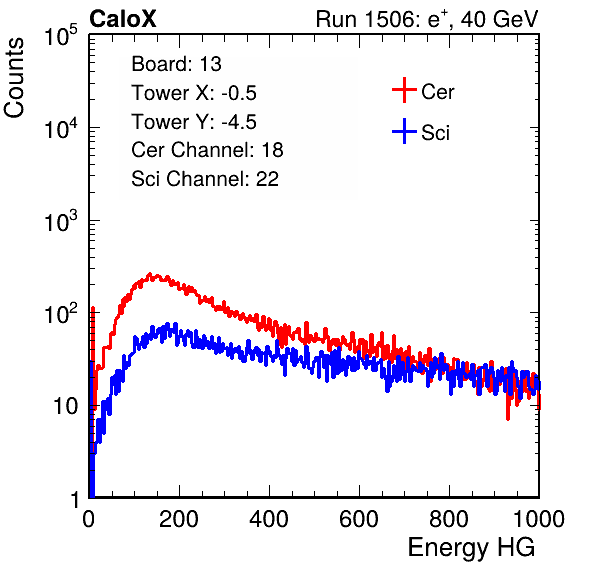 CaloX Run 1506: e⁺, 40 GeV
Counts
10⁵
10⁴
10³
10²
10
1
Board: 13
Tower X: -0.5
Tower Y: -4.5
Cer Channel: 18
Sci Channel: 22
Cer
Sci
0 200 400 600 800 1000
Energy HG